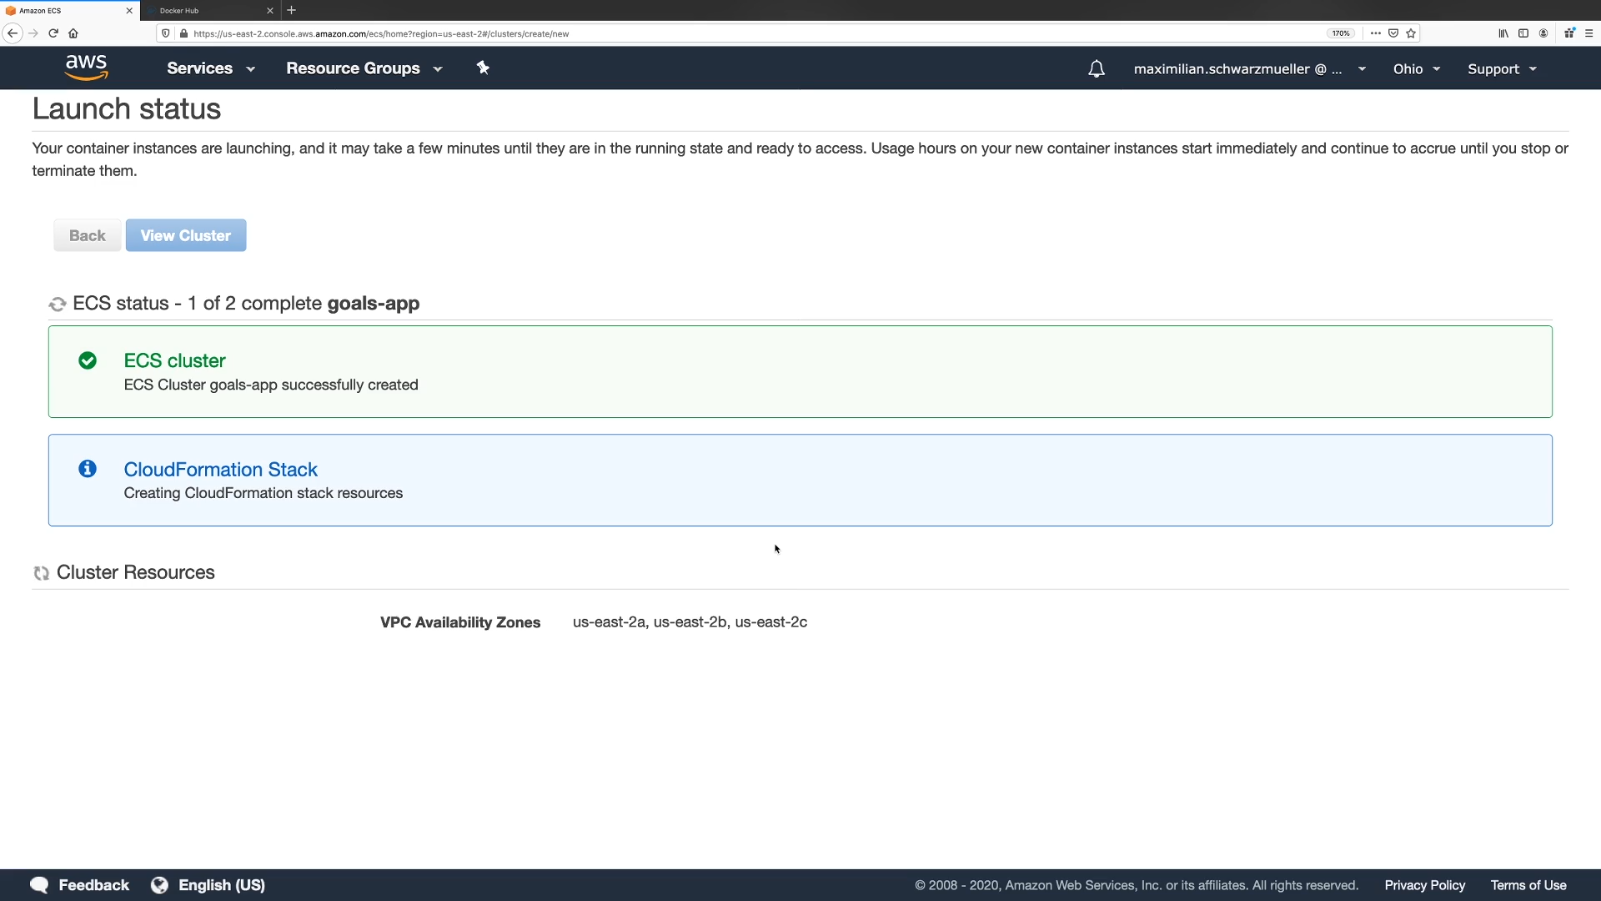 Amazon ECS
Docker Hub
https://us-east-2.console.aws.amazon.com/ecs/home?region=us-east-2#/clusters/create/new
170%
aws
Services
Resource Groups
maximilian.schwarzmueller @ ...
Ohio
Support
Launch status
Your container instances are launching, and it may take a few minutes until they are in the running state and ready to access. Usage hours on your new container instances start immediately and continue to accrue until you stop or
terminate them.
Back
View Cluster
ECS status - 1 of 2 complete goals-app
ECS cluster
ECS Cluster goals-app successfully created
CloudFormation Stack
Creating CloudFormation stack resources
Cluster Resources
VPC Availability Zones us-east-2a, us-east-2b, us-east-2c
Feedback
English (US)
© 2008 - 2020, Amazon Web Services, Inc. or its affiliates. All rights reserved.
Privacy Policy
Terms of Use